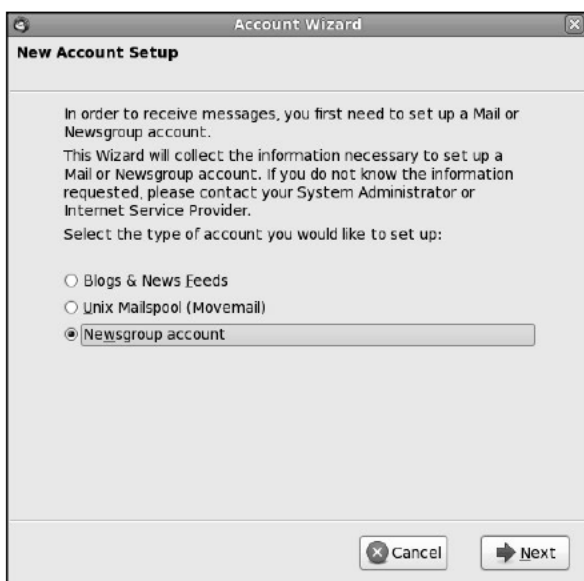 Account Wizard
New Account Setup
In order to receive messages, you first need to set up a Mail or
Newsgroup account.
This Wizard will collect the information necessary to set up a
Mail or Newsgroup account. If you do not know the information
requested, please contact your System Administrator or
Internet Service Provider.
Select the type of account you would like to set up:
Blogs & News Feeds
Unix Mailspool (Movemail)
Newsgroup account
Cancel
Next